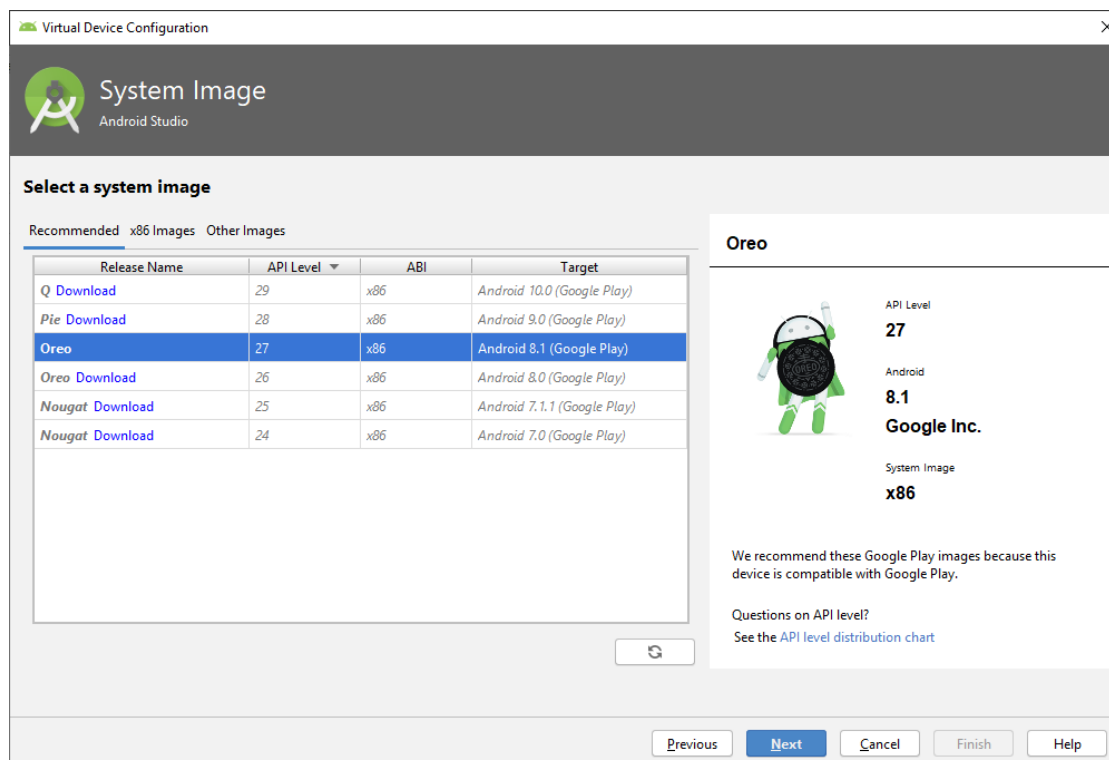 Virtual Device Configuration
System Image
Android Studio
Select a system image
Recommended x86 Images Other Images
Release Name API Level ABI Target
Q Download 29 x86 Android 10.0 (Google Play)
Pie Download 28 x86 Android 9.0 (Google Play)
Oreo 27 x86 Android 8.1 (Google Play)
Oreo Download 26 x86 Android 8.0 (Google Play)
Nougat Download 25 x86 Android 7.1.1 (Google Play)
Nougat Download 24 x86 Android 7.0 (Google Play)
Oreo
OREO
API Level
27
Android
8.1
Google Inc.
System Image
x86
We recommend these Google Play images because this
device is compatible with Google Play.
Questions on API level?
See the API level distribution chart
Previous Next Cancel Finish Help